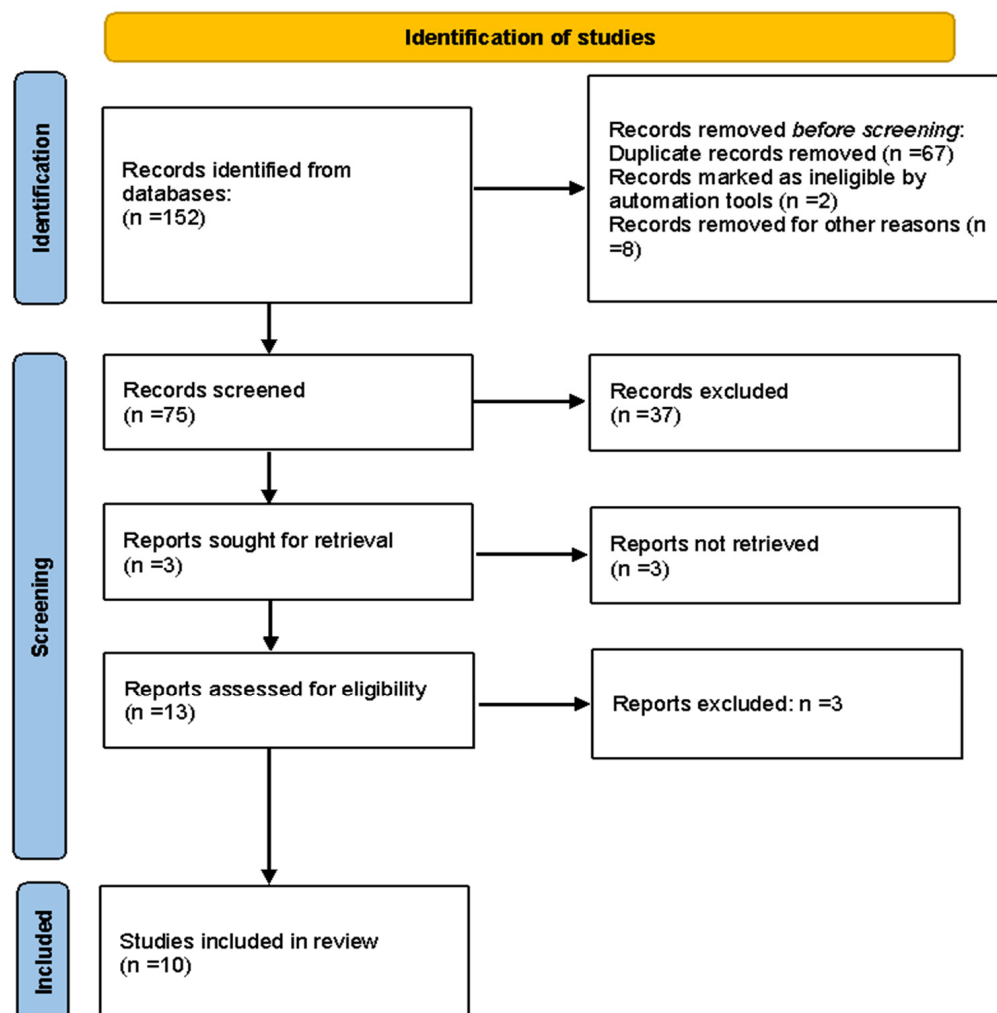 Identification of studies
Identification
Records identified from
databases:
(n =152)
Records removed before screening:
Duplicate records removed (n =67)
Records marked as ineligible by
automation tools (n =2)
Records removed for other reasons (n
=8)
Screening
Records screened
(n =75)
Records excluded
(n =37)
Reports sought for retrieval
(n =3)
Reports not retrieved
(n =3)
Reports assessed for eligibility
(n =13)
Reports excluded: n =3
Included
Studies included in review
(n =10)